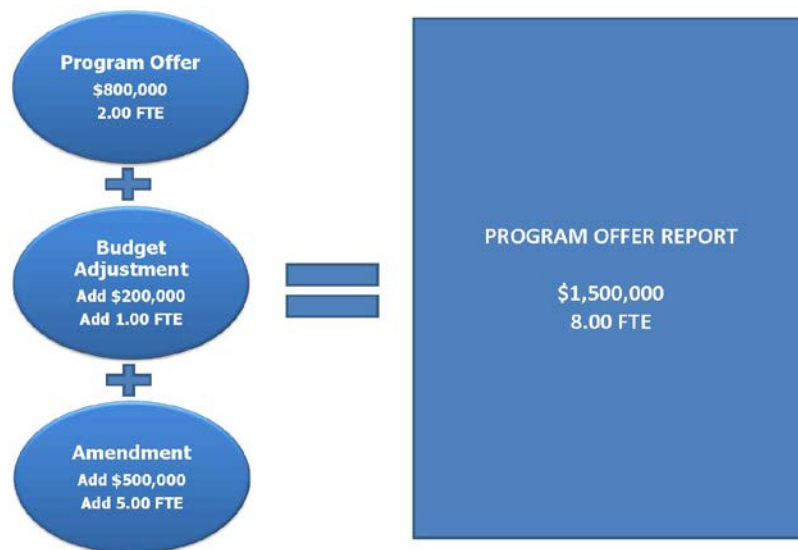 Program Offer
$800,000
2.00 FTE
Budget
Adjustment
Add $200,000
Add 1.00 FTE
Amendment
Add $500,000
Add 5.00 FTE
PROGRAM OFFER REPORT
$1,500,000
8.00 FTE